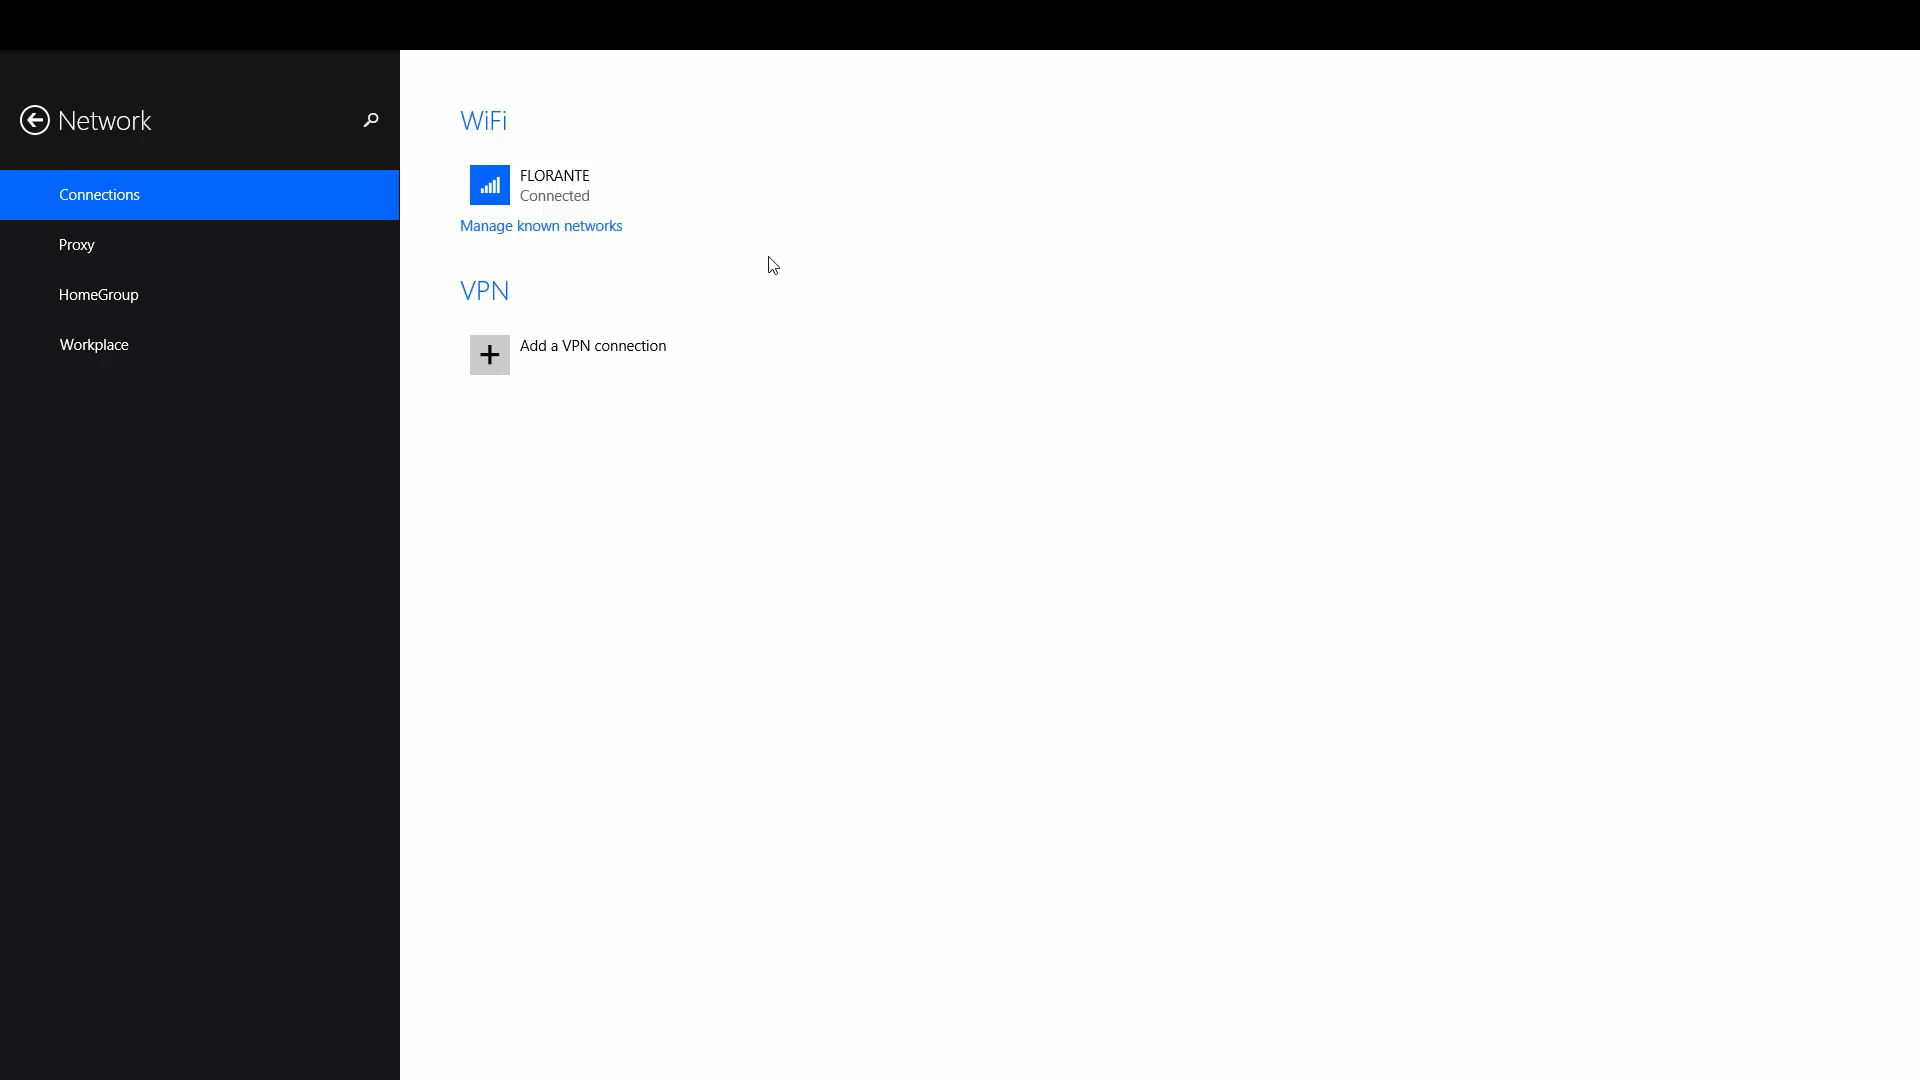 Network
Connections
Proxy
HomeGroup
Workplace
WiFi
FLORANTE
Connected
Manage known networks
VPN
Add a VPN connection